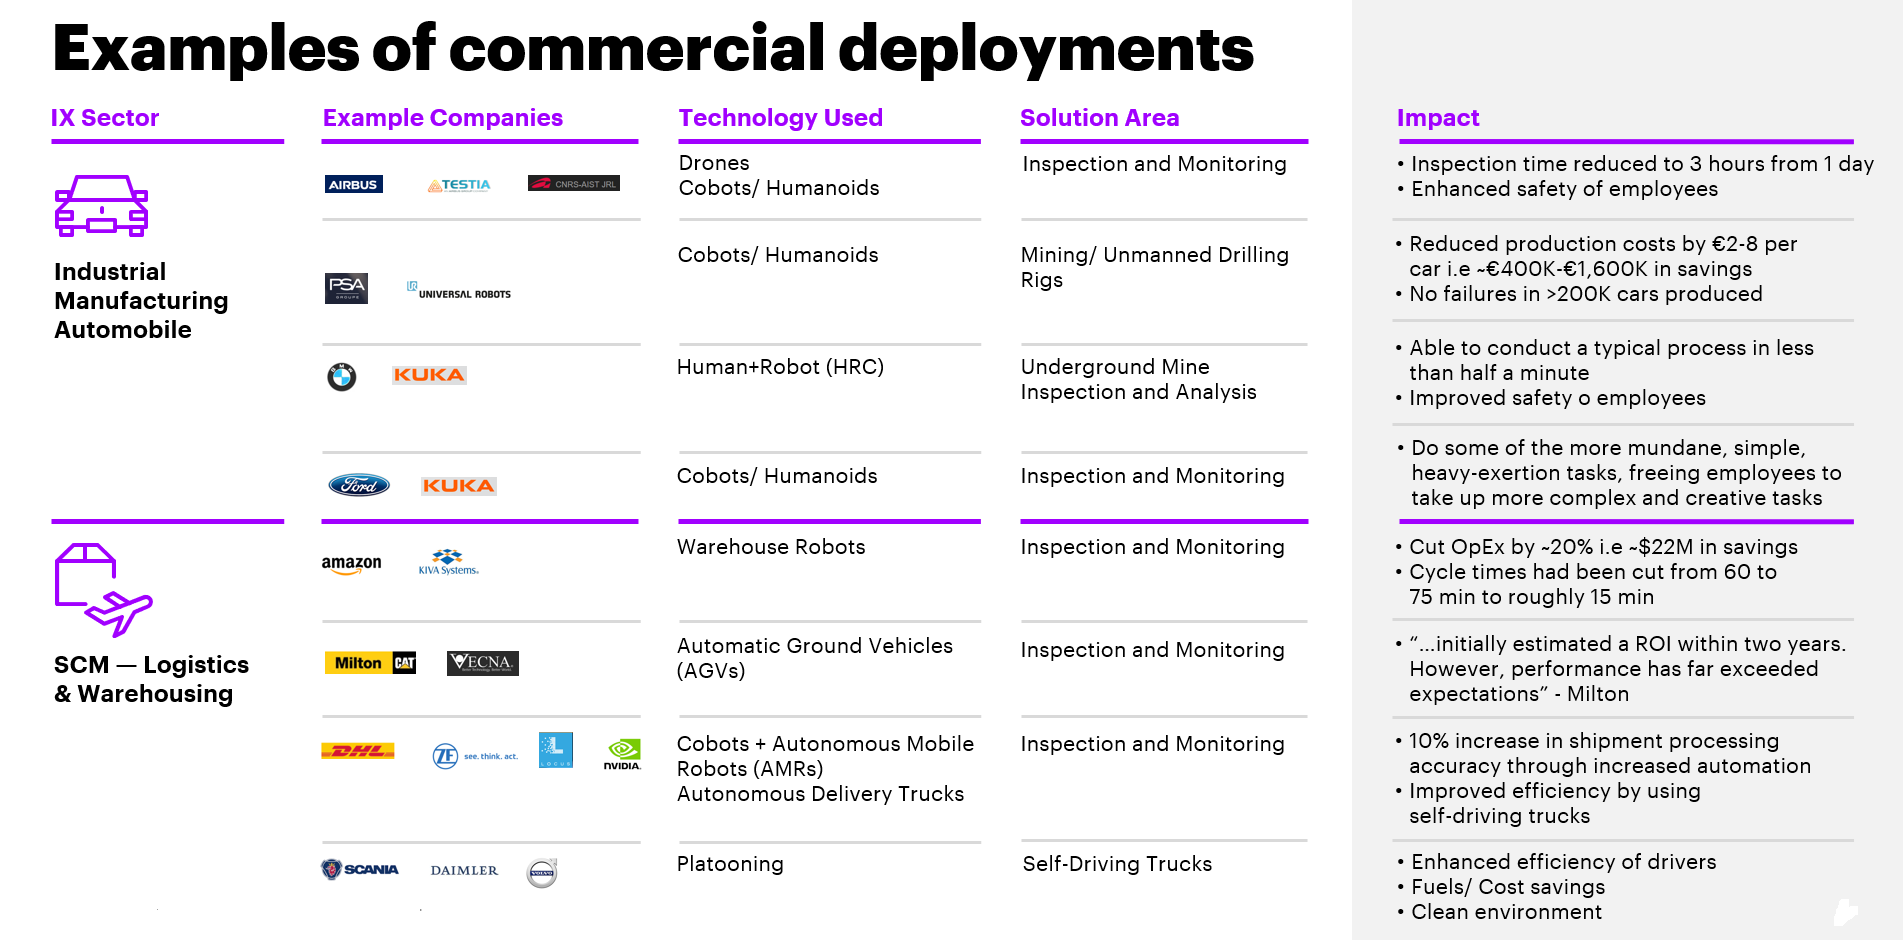 Examples of commercial deployments
IX Sector
Example Companies
Technology Used
Solution Area
Impact
Industrial
Manufacturing
Automobile
AIRBUS
TESTIA
CNRS-AIST JRL
Drones
Cobots/ Humanoids
Inspection and Monitoring
• Inspection time reduced to 3 hours from 1 day
• Enhanced safety of employees
PSA
GROUPE
UR
UNIVERSAL ROBOTS
Cobots/ Humanoids
Mining/ Unmanned Drilling
Rigs
• Reduced production costs by €2-8 per
car i.e ~€400K-€1,600K in savings
• No failures in >200K cars produced
BMW
KUKA
Human+Robot (HRC)
Underground Mine
Inspection and Analysis
• Able to conduct a typical process in less
than half a minute
• Improved safety o employees
Ford
KUKA
Cobots/ Humanoids
Inspection and Monitoring
• Do some of the more mundane, simple,
heavy-exertion tasks, freeing employees to
take up more complex and creative tasks
SCM — Logistics
& Warehousing
amazon
KIVA Systems
Warehouse Robots
Inspection and Monitoring
• Cut OpEx by ~20% i.e ~$22M in savings
• Cycle times had been cut from 60 to
75 min to roughly 15 min
Milton CAT
VECNA
Better Technology, Better World
Automatic Ground Vehicles
(AGVs)
Inspection and Monitoring
• “...initially estimated a ROI within two years.
However, performance has far exceeded
expectations” - Milton
DHL
ZF see. think. act.
L
LOCUS
NVIDIA
Cobots + Autonomous Mobile
Robots (AMRs)
Autonomous Delivery Trucks
Inspection and Monitoring
• 10% increase in shipment processing
accuracy through increased automation
• Improved efficiency by using
self-driving trucks
SCANIA
DAIMLER
VOLVO
Platooning
Self-Driving Trucks
• Enhanced efficiency of drivers
• Fuels/ Cost savings
• Clean environment